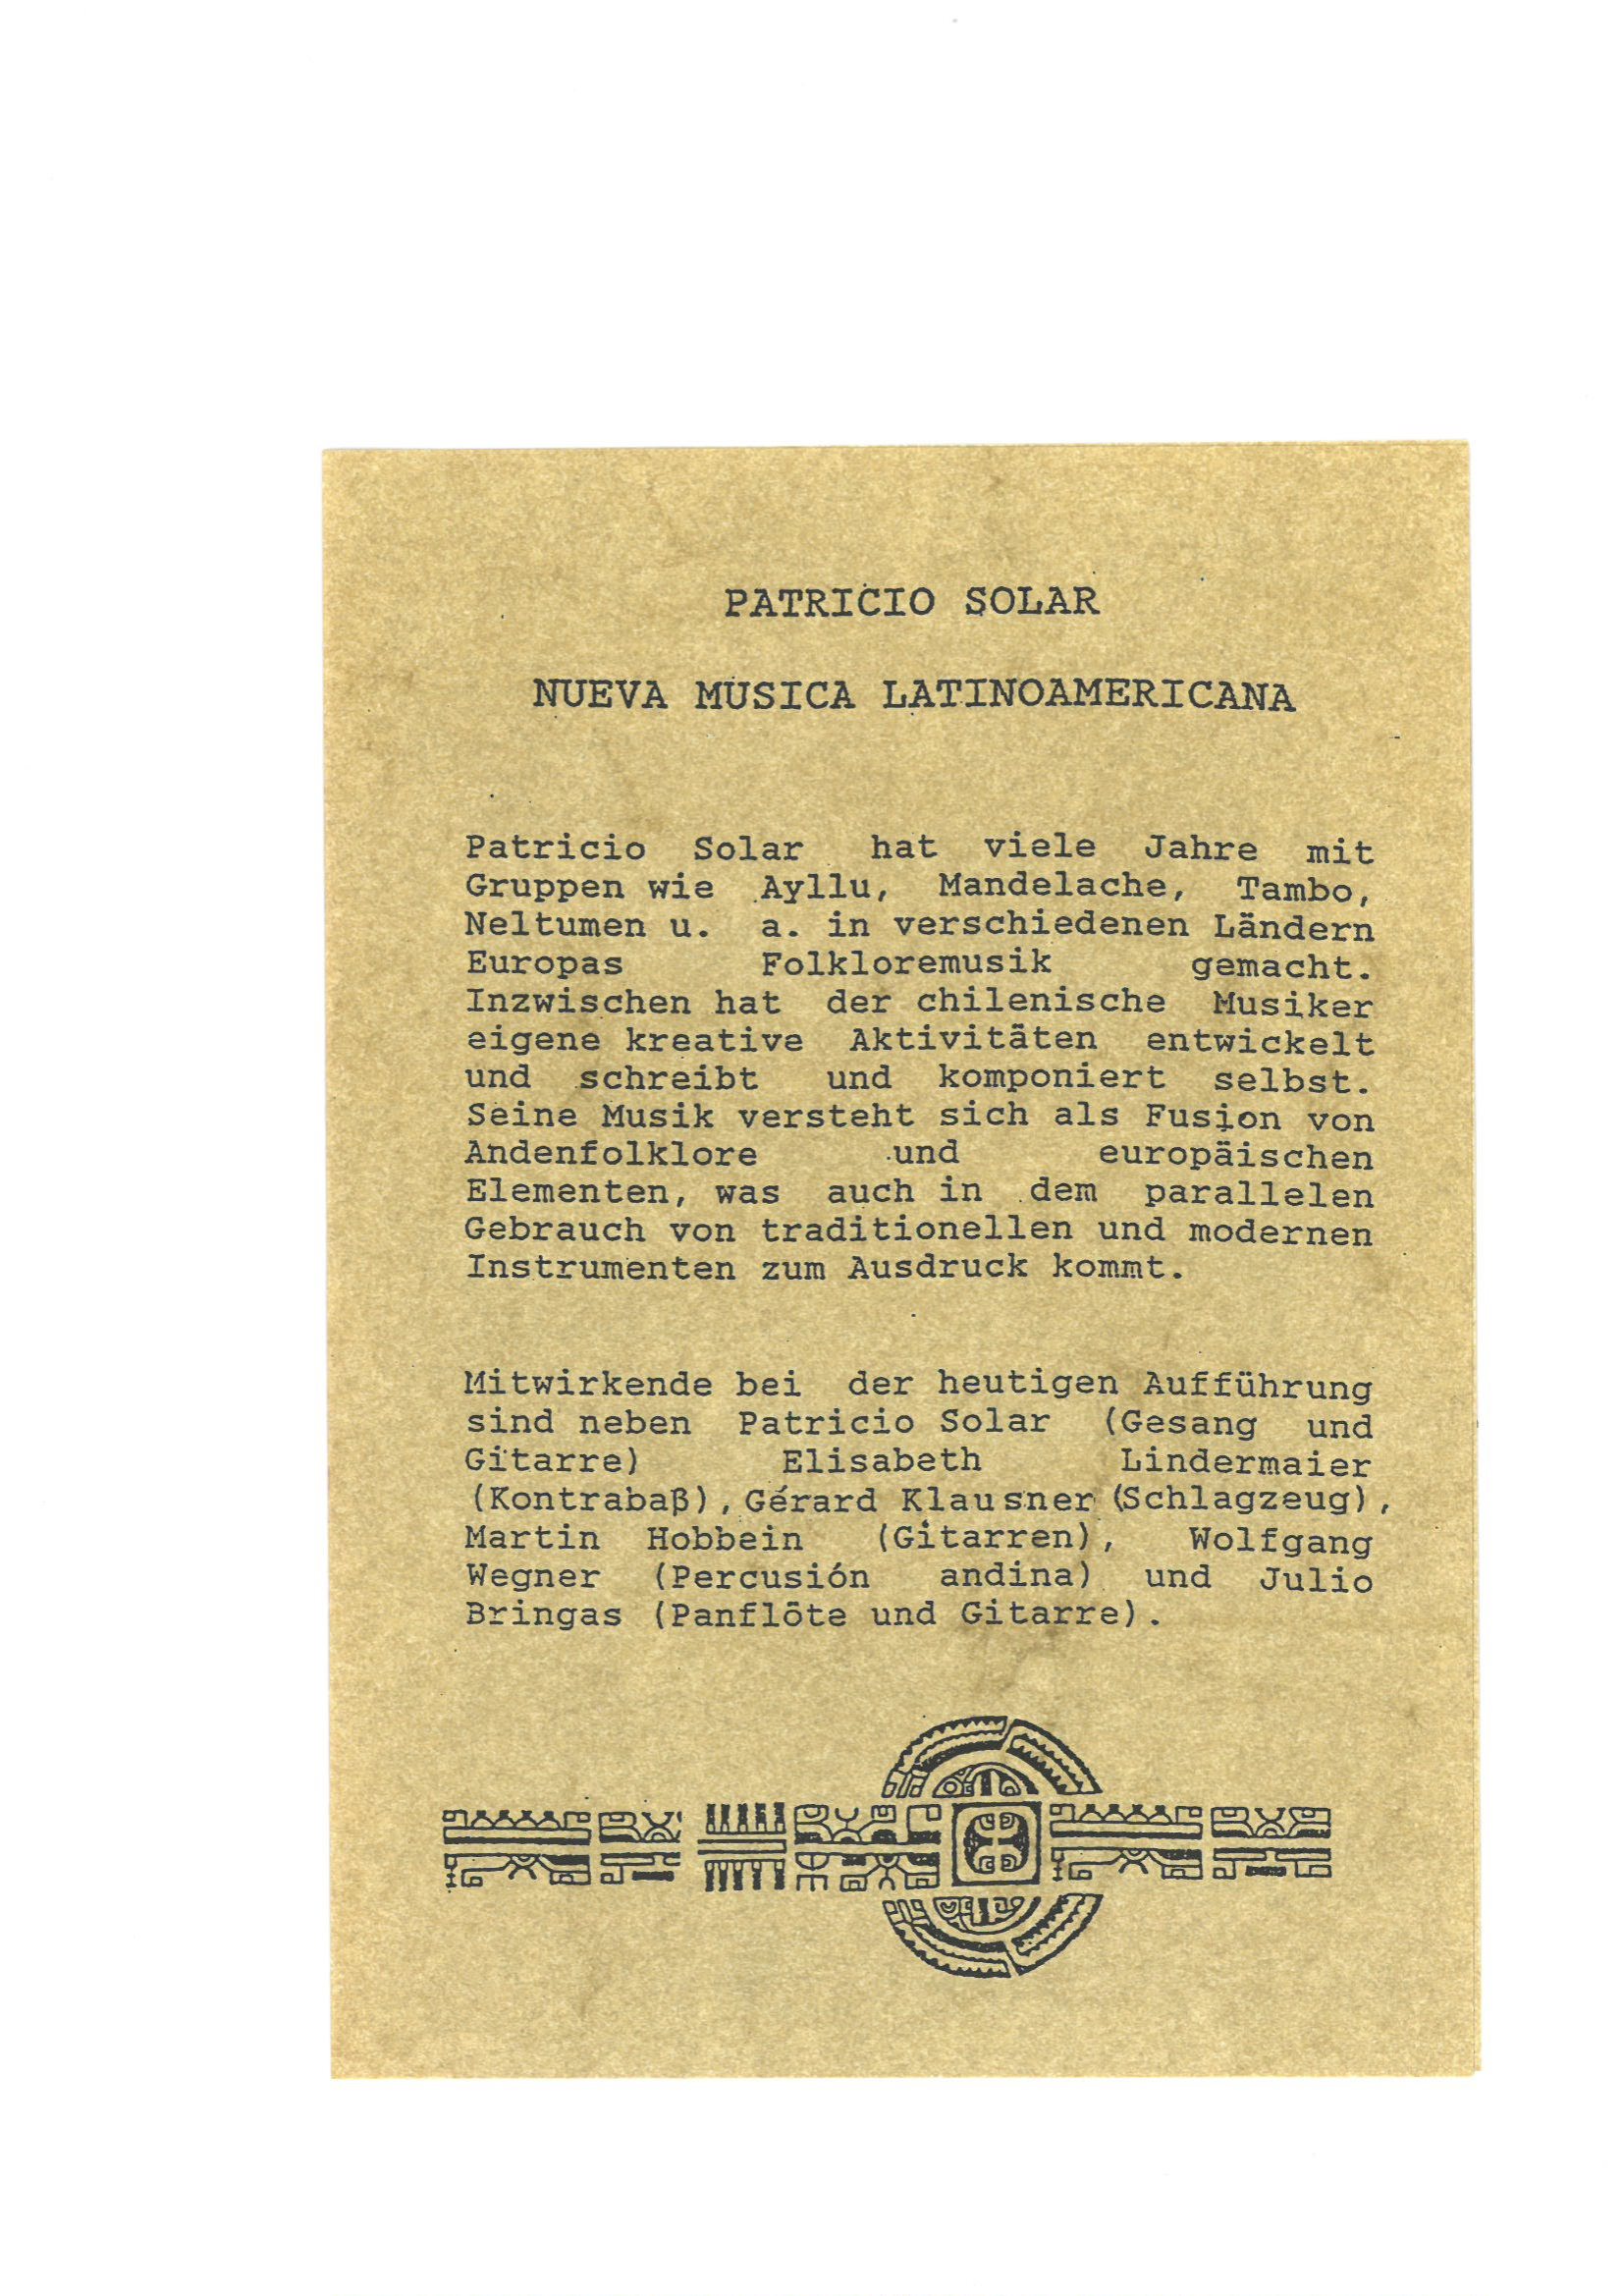 PATRICIO SOLAR
NUEVA MUSICA LATINOAMERICANA
Patricio Solar hat viele Jahre mit
Gruppen wie Ayllu, Mandelache, Tambo,
Neltumen u. a. in verschiedenen Ländern
Europas Folkloremusik gemacht.
Inzwischen hat der chilenische Musiker
eigene kreative Aktivitäten entwickelt
und schreibt und komponiert selbst.
Seine Musik versteht sich als Fusion von
Andenfolklore und europäischen
Elementen, was auch in dem parallelen
Gebrauch von traditionellen und modernen
Instrumenten zum Ausdruck kommt.
Mitwirkende bei der heutigen Aufführung
sind neben Patricio Solar (Gesang und
Gitarre) Elisabeth Lindermaier
(Kontrabaß), Gérard Klausner (Schlagzeug),
Martin Hobbein (Gitarren), Wolfgang
Wegner (Percusión andina) und Julio
Bringas (Panflöte und Gitarre).